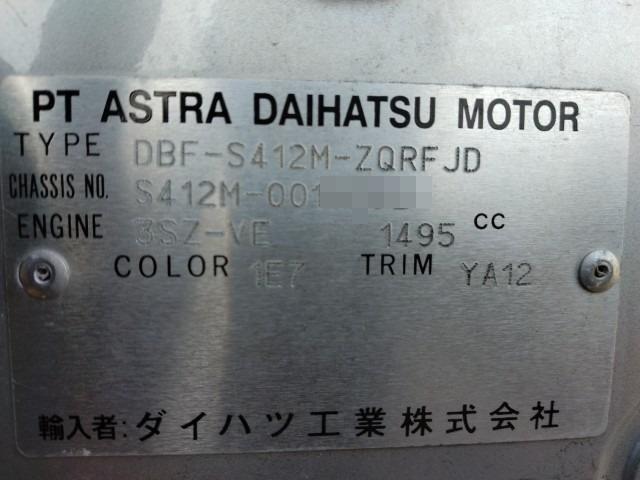 PT ASTRA DAIHATSU MOTOR
TYPE DBF-S412M-ZQRFJD
CHASSIS NO. S412M-001
ENGINE 3SZ-VE 1495 cc
COLOR 1E7 TRIM YA12
輸入者:ダイハツ工業株式会社